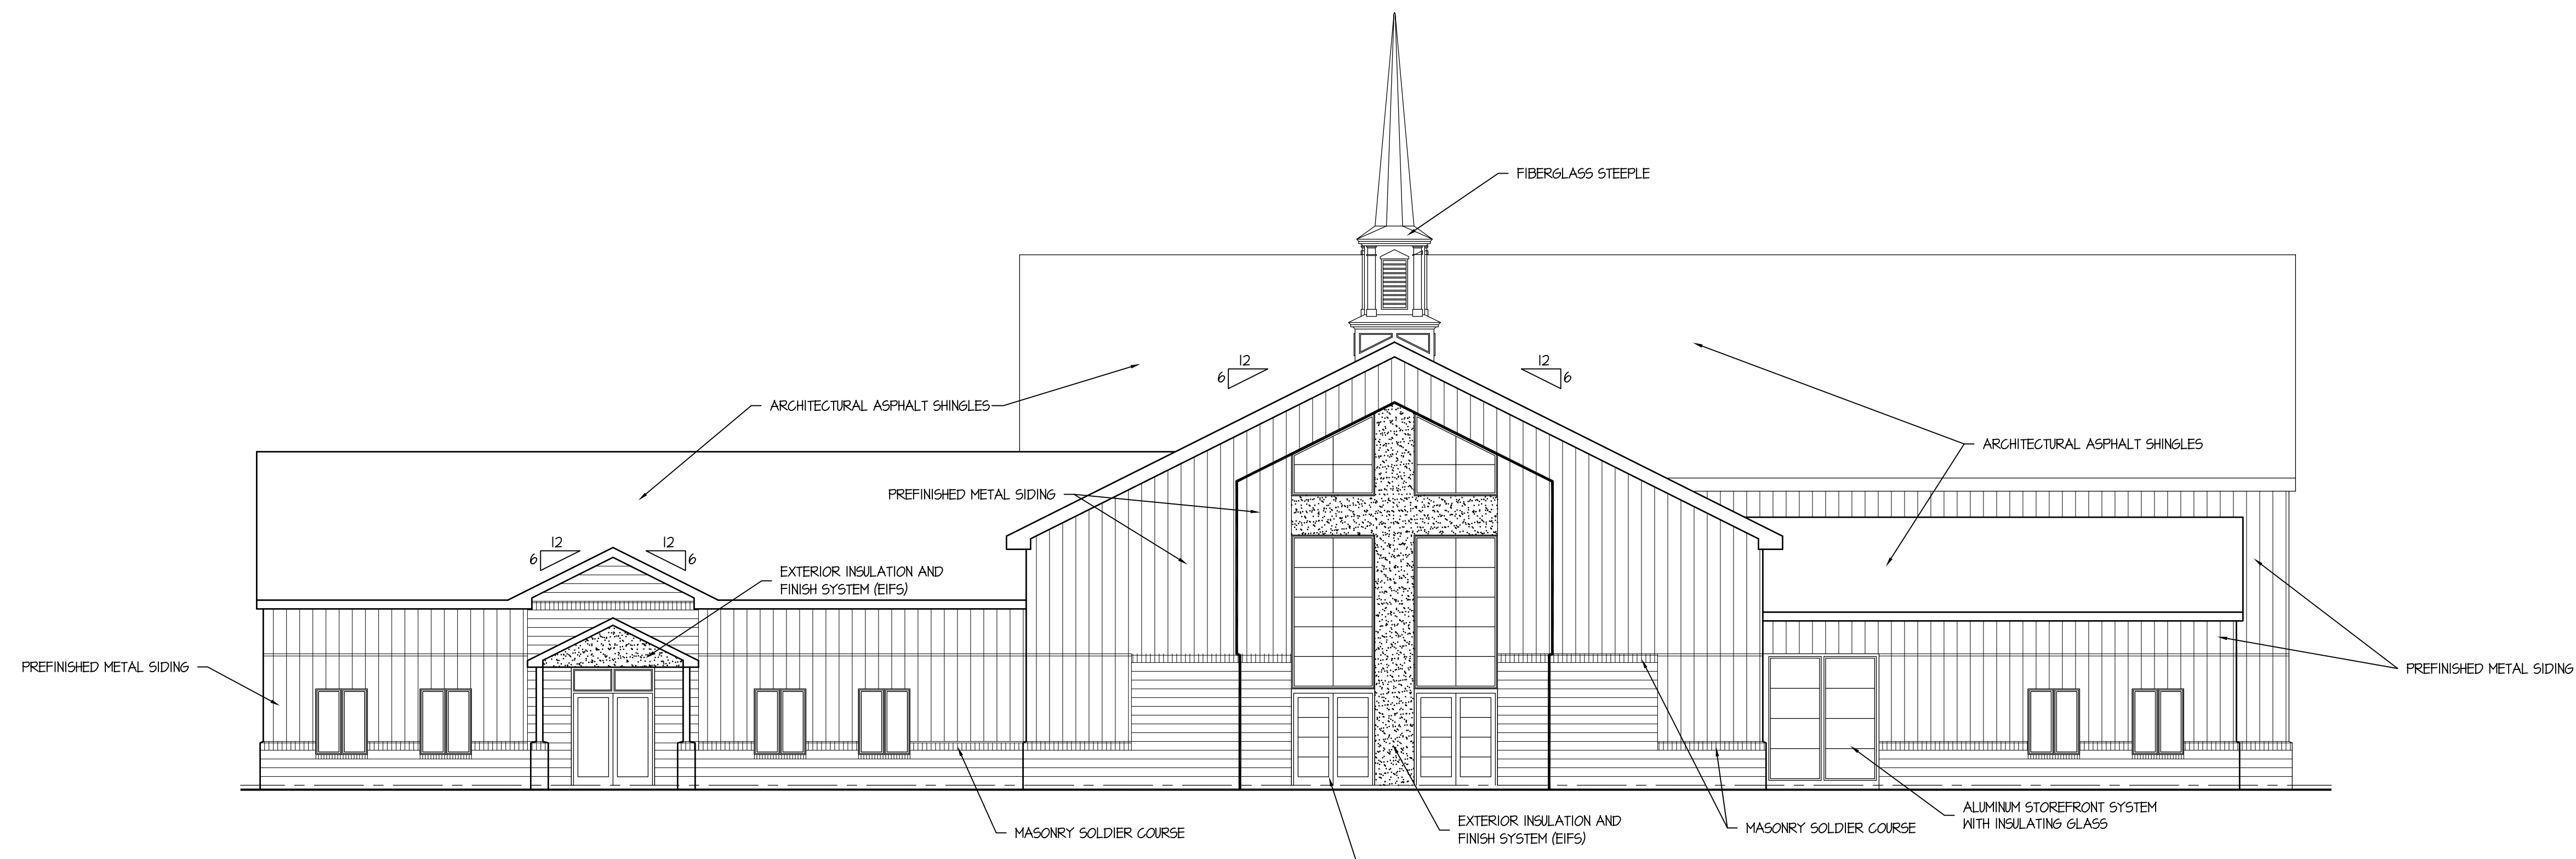 FIBERGLASS STEEPLE
12
6
12
6
ARCHITECTURAL ASPHALT SHINGLES
ARCHITECTURAL ASPHALT SHINGLES
PREFINISHED METAL SIDING
12
6
12
6
EXTERIOR INSULATION AND
FINISH SYSTEM (EIFS)
PREFINISHED METAL SIDING
PREFINISHED METAL SIDING
ALUMINUM STOREFRONT SYSTEM
WITH INSULATING GLASS
EXTERIOR INSULATION AND
FINISH SYSTEM (EIFS)
MASONRY SOLDIER COURSE
MASONRY SOLDIER COURSE